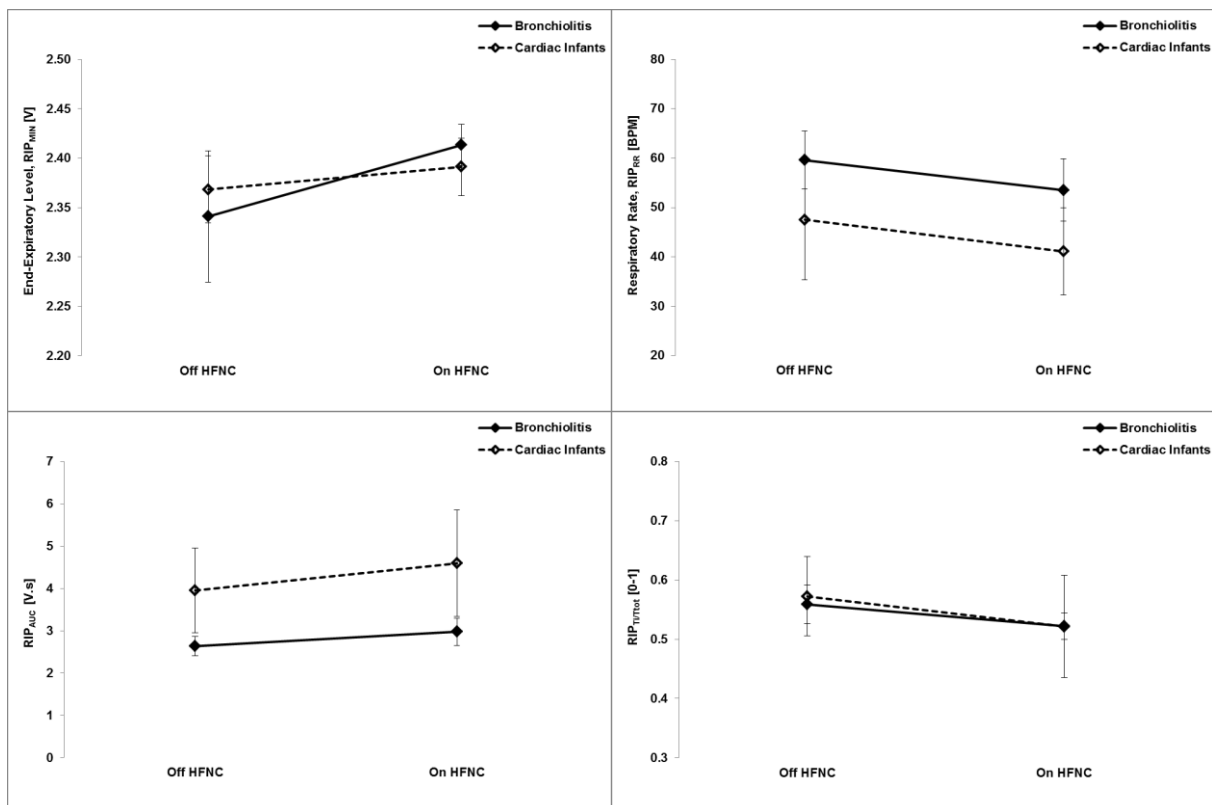 Bronchiolitis
Cardiac Infants
2.50
2.45
2.40
2.35
2.30
2.25
2.20
End-Expiratory Level, RIPMIN [V]
Off HFNC
On HFNC
Bronchiolitis
Cardiac Infants
80
70
60
50
40
30
20
Respiratory Rate, RIPRR [BPM]
Off HFNC
On HFNC
Bronchiolitis
Cardiac Infants
7
6
5
4
3
2
1
0
RIPAUC [V.s]
Off HFNC
On HFNC
Bronchiolitis
Cardiac Infants
0.8
0.7
0.6
0.5
0.4
0.3
RIPTI/Ttot [0-1]
Off HFNC
On HFNC